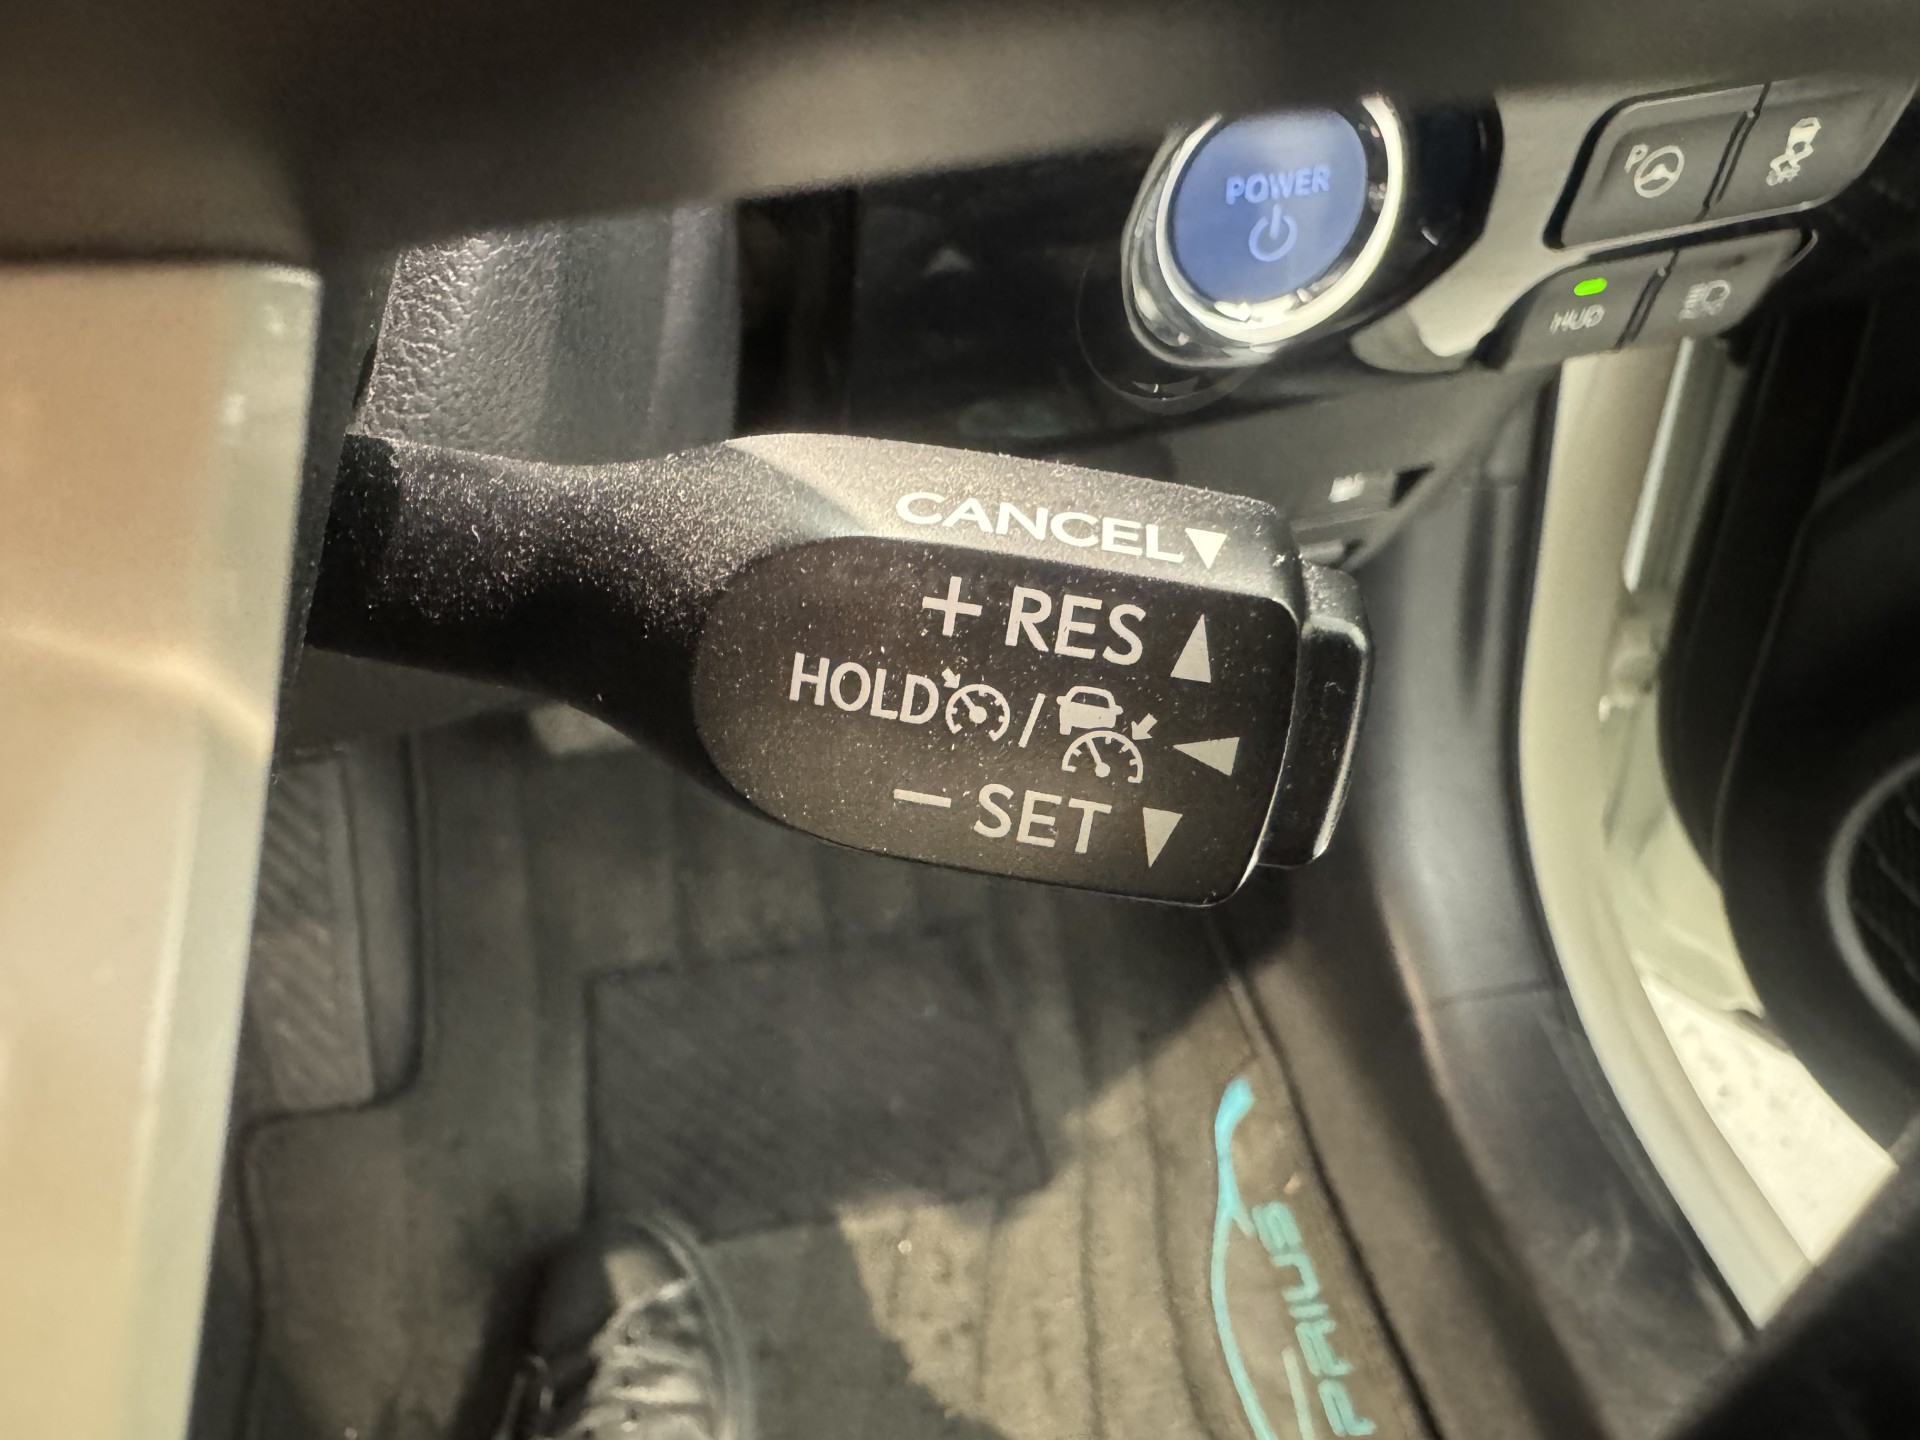 POWER
P
HUD
CANCEL▼
+ RES ▲
HOLD / ◀
− SET ▼
PRIUS